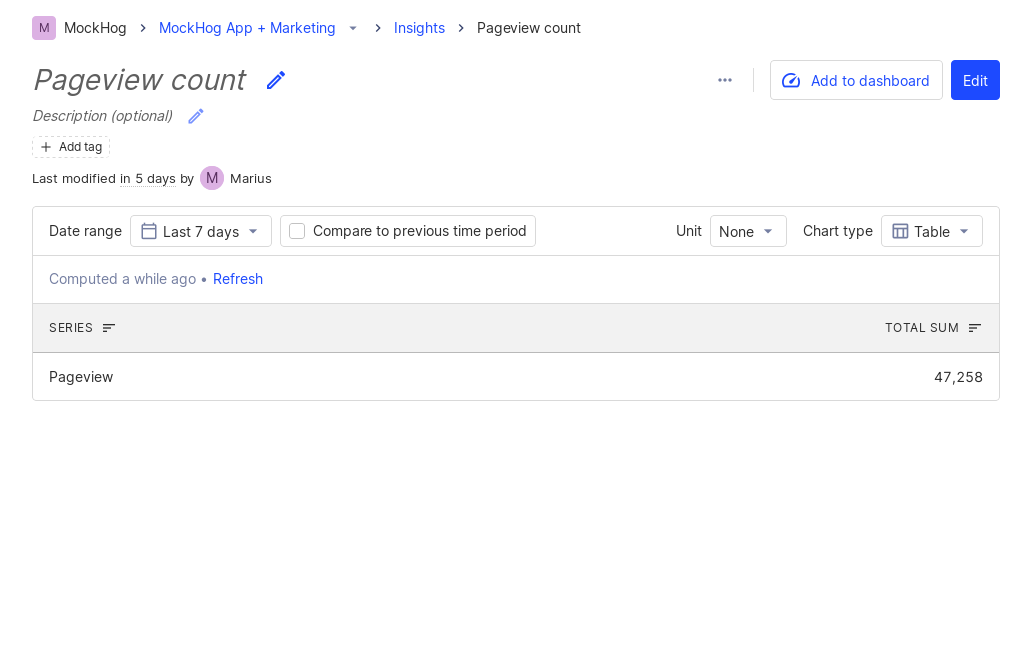 M MockHog MockHog App + Marketing Insights Pageview count
Pageview count
Add to dashboard Edit
Description (optional)
Add tag
Last modified in 5 days by M Marius
Date range Last 7 days Compare to previous time period Unit None Chart type Table
Computed a while ago • Refresh
SERIES TOTAL SUM
Pageview 47,258